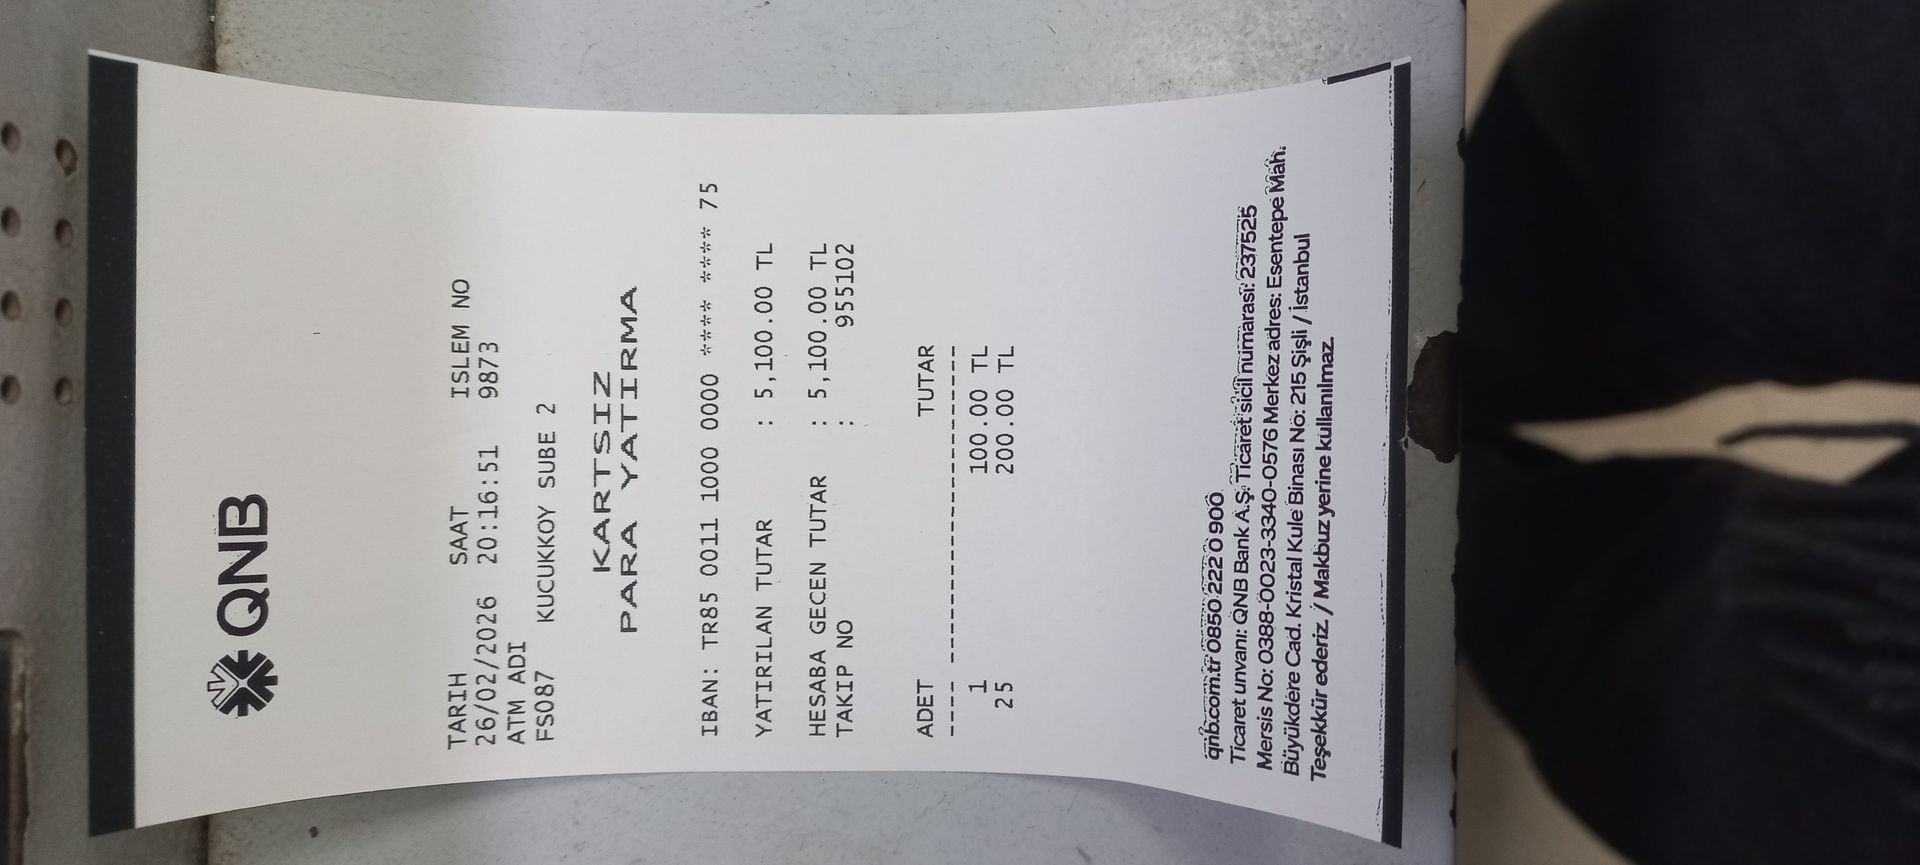 QNB
TARIH SAAT ISLEM NO
26/02/2026 20:16:51 9873
ATM ADI
FS087 KUCUKKOY SUBE 2
KARTSIZ
PARA YATIRMA
IBAN: TR85 0011 1000 0000 **** **** 75
YATIRILAN TUTAR : 5,100.00 TL
HESABA GECEN TUTAR : 5,100.00 TL
TAKIP NO : 955102
ADET TUTAR
---- ------------------------------
1 100.00 TL
25 200.00 TL
qnb.com.tr 0850 222 0 900
Ticaret unvanı: QNB Bank A.Ş. Ticaret sicil numarası: 237525
Mersis No: 0388-0023-3340-0576 Merkez adres: Esentepe Mah.
Büyükdere Cad. Kristal Kule Binası No: 215 Şişli / İstanbul
Teşekkür ederiz. / Makbuz yerine kullanılmaz.